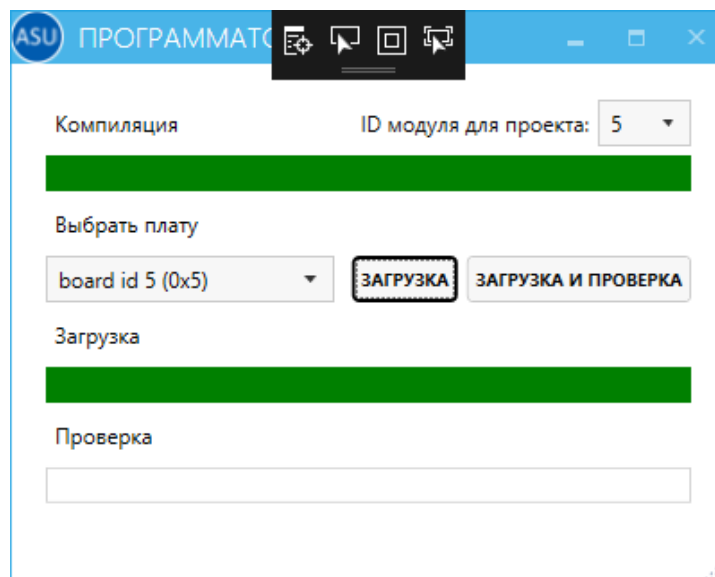 ASU ПРОГРАММАТО
Компиляция ID модуля для проекта: 5
Выбрать плату
board id 5 (0x5) ЗАГРУЗКА ЗАГРУЗКА И ПРОВЕРКА
Загрузка
Проверка